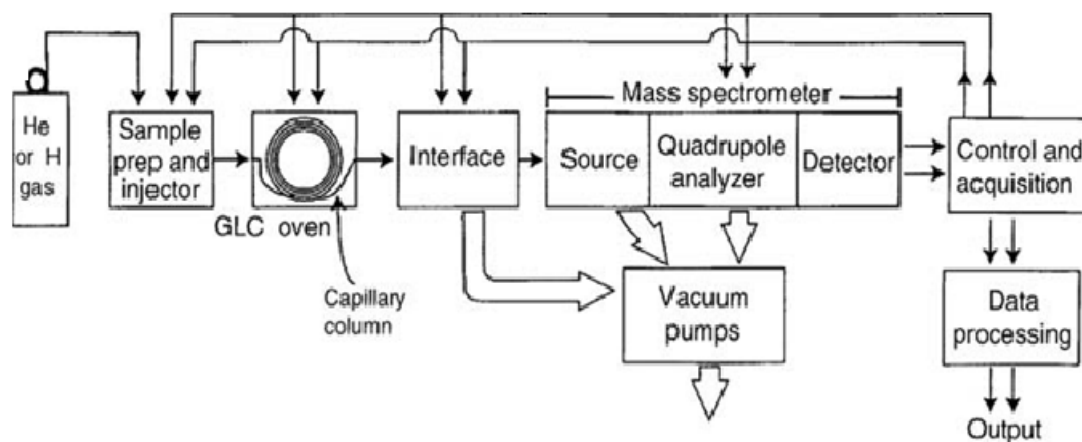 He
or H
gas
Sample
prep and
injector
GLC oven
Capillary
column
Interface
Mass spectrometer
Source
Quadrupole
analyzer
Detector
Control and
acquisition
Vacuum
pumps
Data
processing
Output